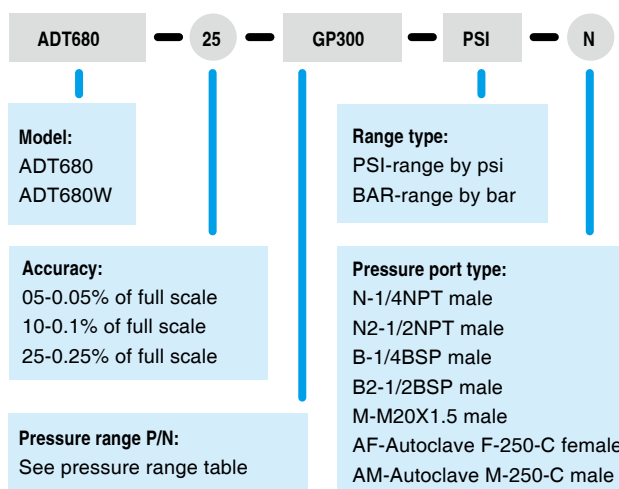 ADT680 25 GP300 PSI N
Model:
ADT680
ADT680W
Range type:
PSI-range by psi
BAR-range by bar
Accuracy:
05-0.05% of full scale
10-0.1% of full scale
25-0.25% of full scale
Pressure port type:
N-1/4NPT male
N2-1/2NPT male
B-1/4BSP male
B2-1/2BSP male
M-M20X1.5 male
AF-Autoclave F-250-C female
AM-Autoclave M-250-C male
Pressure range P/N:
See pressure range table